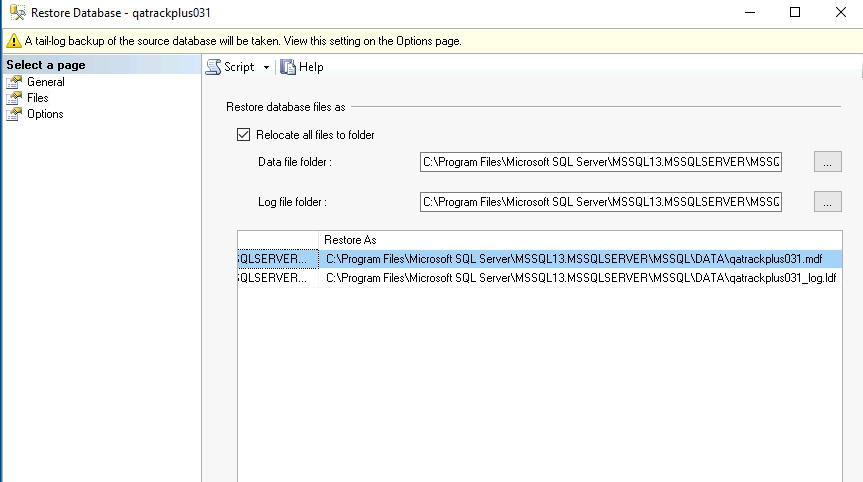 Restore Database - qatrackplus031
A tail-log backup of the source database will be taken. View this setting on the Options page.
Select a page
General
Files
Options
Script
Help
Restore database files as
Relocate all files to folder
Data file folder :
C:\Program Files\Microsoft SQL Server\MSSQL13.MSSQLSERVER\MSSQ
...
Log file folder :
C:\Program Files\Microsoft SQL Server\MSSQL13.MSSQLSERVER\MSSQ
...
Restore As
SQLSERVER... C:\Program Files\Microsoft SQL Server\MSSQL13.MSSQLSERVER\MSSQL\DATA\qatrackplus031.mdf
SQLSERVER... C:\Program Files\Microsoft SQL Server\MSSQL13.MSSQLSERVER\MSSQL\DATA\qatrackplus031_log.ldf